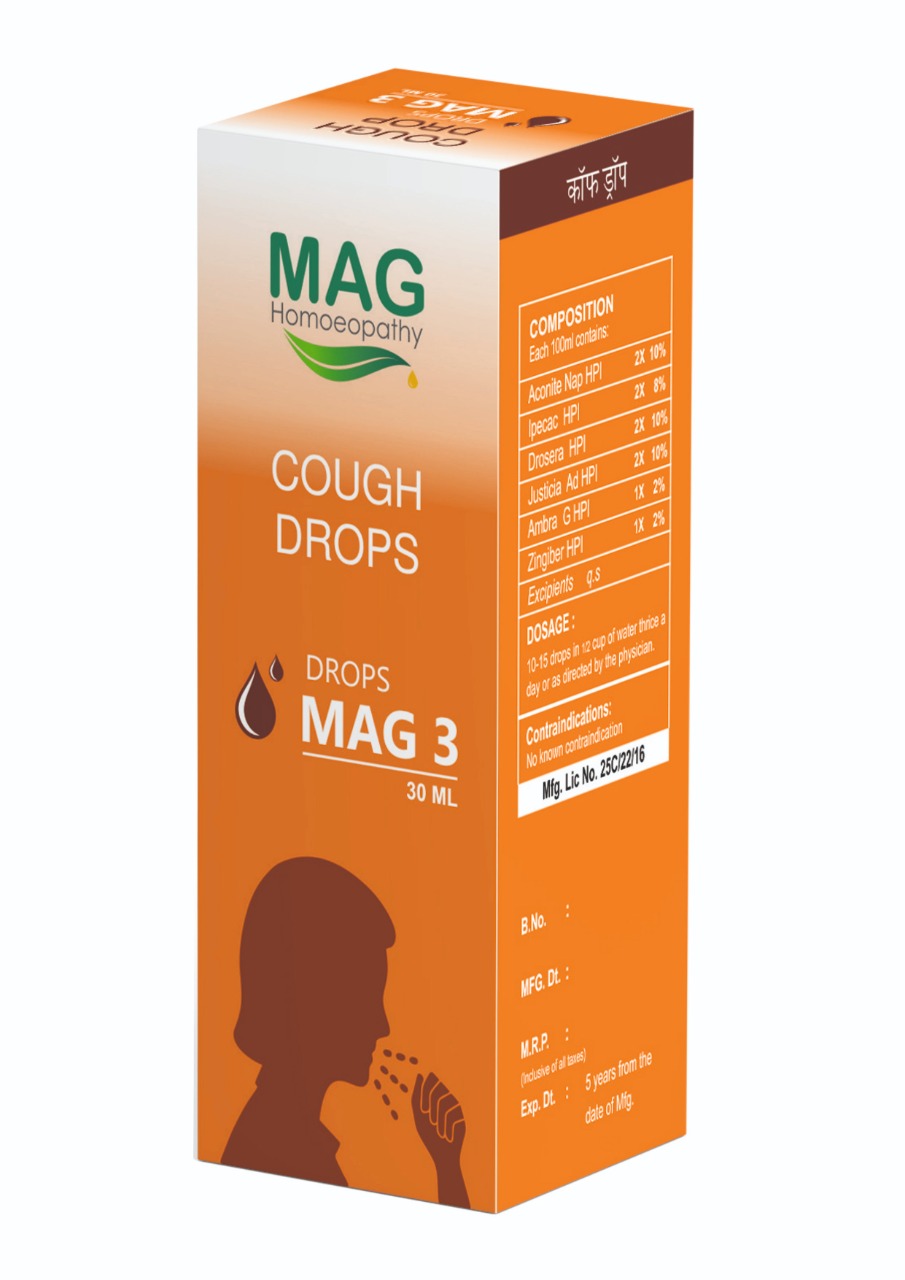 COUGH
DROP
DROPS
MAG 3
30 ML
MAG
Homoeopathy
COUGH
DROPS
DROPS
MAG 3
30 ML
कॉफ ड्रॉप
COMPOSITION
Each 100ml contains:
Aconite Nap HPI 2X 10%
Ipecac HPI 2X 8%
Drosera HPI 2X 10%
Justicia Ad HPI 2X 10%
Ambra G HPI 1X 2%
Zingiber HPI 1X 2%
Excipients q.s
DOSAGE :
10-15 drops in 1/2 cup of water thrice a
day or as directed by the physician.
Contraindications:
No known contraindication
Mfg. Lic No. 25C/22/16
B.No. :
MFG. Dt. :
M.R.P. :
(Inclusive of all taxes)
Exp. Dt. : 5 years from the
date of Mfg.